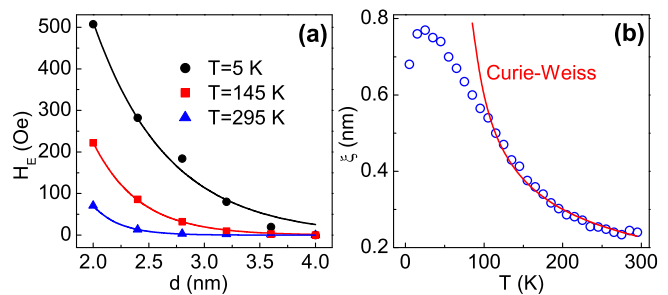 (a)
T=5 K
T=145 K
T=295 K
H_E (Oe)
500
400
300
200
100
0
2.0 2.5 3.0 3.5 4.0
d (nm)
(b)
Curie-Weiss
ξ (nm)
0.8
0.6
0.4
0.2
0 100 200 300
T (K)